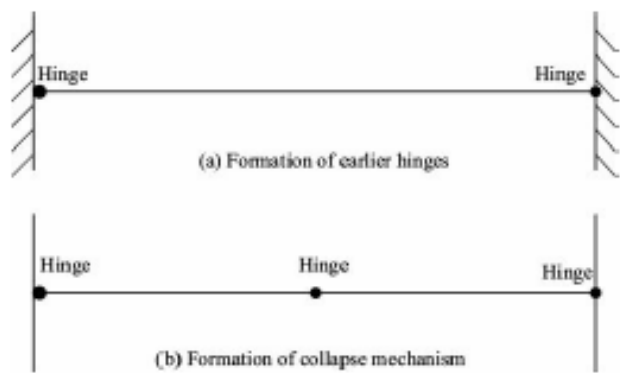 Hinge Hinge
(a) Formation of earlier hinges
Hinge Hinge Hinge
(b) Formation of collapse mechanism